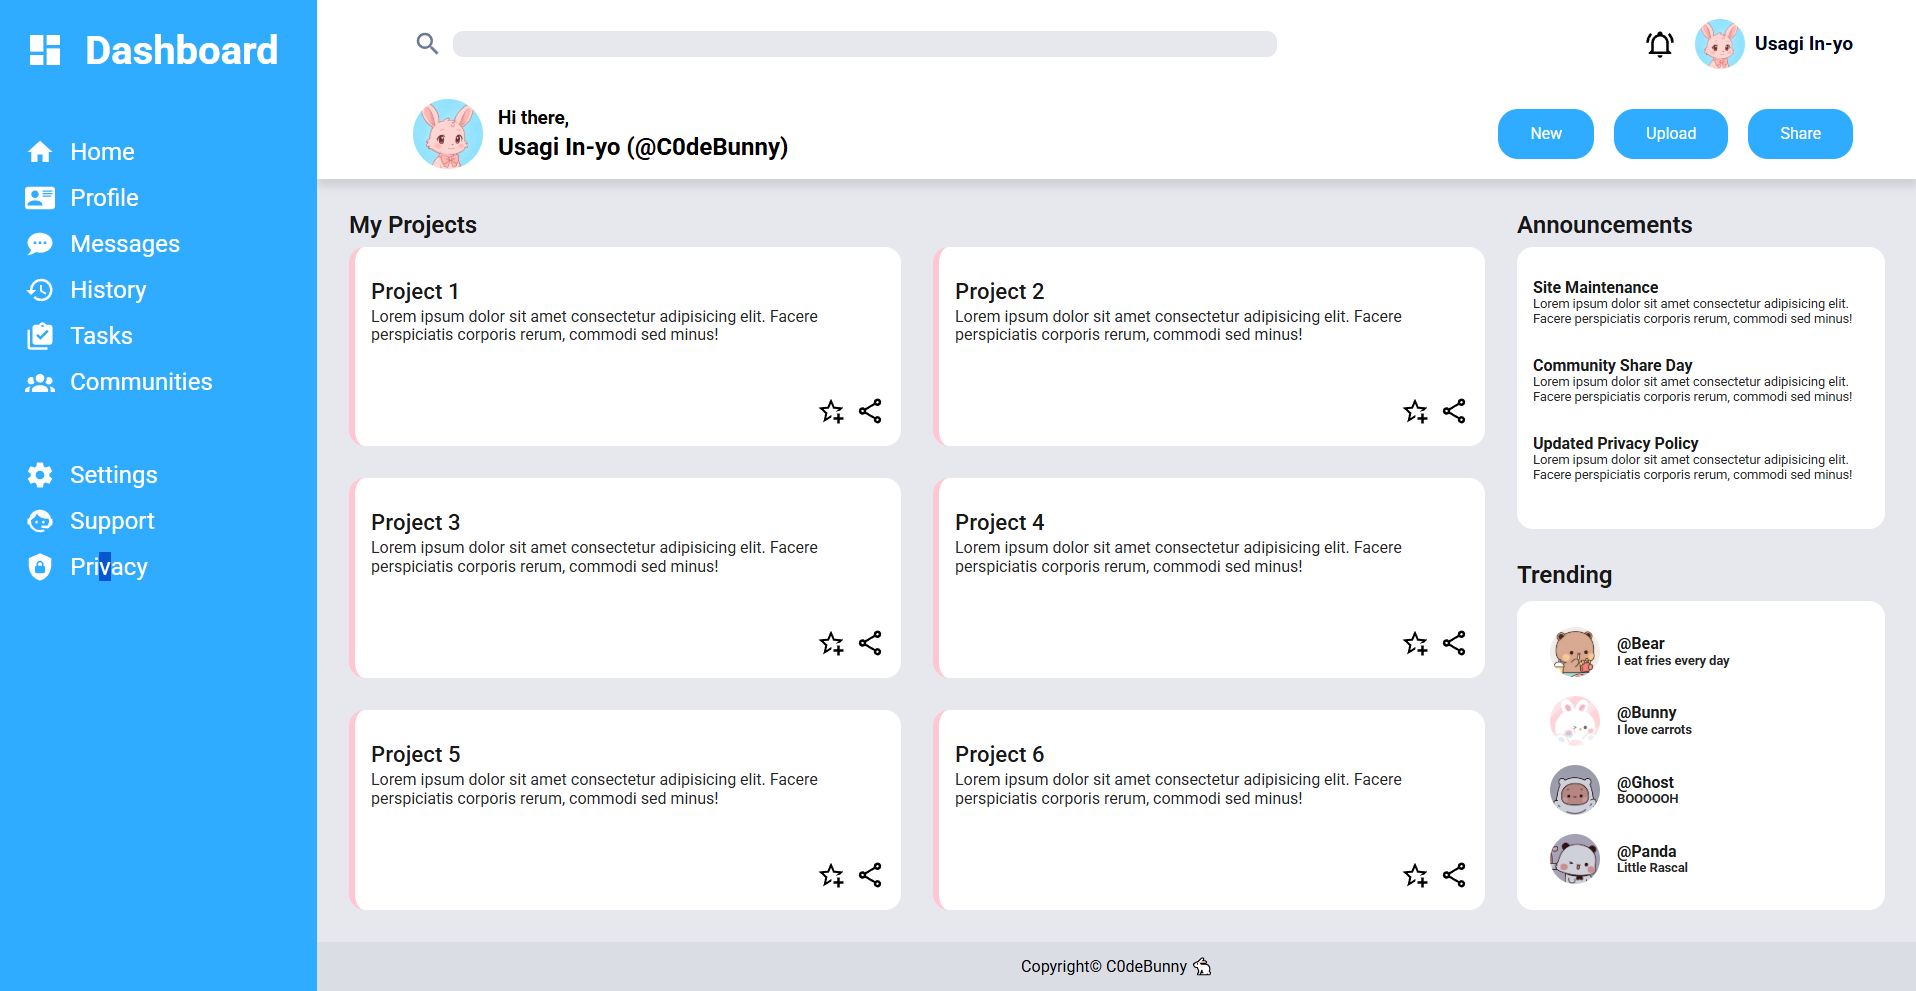 Dashboard
Home
Profile
Messages
History
Tasks
Communities
Settings
Support
Privacy
Usagi In-yo
Hi there,
Usagi In-yo (@C0deBunny)
New
Upload
Share
My Projects
Project 1
Lorem ipsum dolor sit amet consectetur adipisicing elit. Facere
perspiciatis corporis rerum, commodi sed minus!
Project 2
Lorem ipsum dolor sit amet consectetur adipisicing elit. Facere
perspiciatis corporis rerum, commodi sed minus!
Project 3
Lorem ipsum dolor sit amet consectetur adipisicing elit. Facere
perspiciatis corporis rerum, commodi sed minus!
Project 4
Lorem ipsum dolor sit amet consectetur adipisicing elit. Facere
perspiciatis corporis rerum, commodi sed minus!
Project 5
Lorem ipsum dolor sit amet consectetur adipisicing elit. Facere
perspiciatis corporis rerum, commodi sed minus!
Project 6
Lorem ipsum dolor sit amet consectetur adipisicing elit. Facere
perspiciatis corporis rerum, commodi sed minus!
Announcements
Site Maintenance
Lorem ipsum dolor sit amet consectetur adipisicing elit.
Facere perspiciatis corporis rerum, commodi sed minus!
Community Share Day
Lorem ipsum dolor sit amet consectetur adipisicing elit.
Facere perspiciatis corporis rerum, commodi sed minus!
Updated Privacy Policy
Lorem ipsum dolor sit amet consectetur adipisicing elit.
Facere perspiciatis corporis rerum, commodi sed minus!
Trending
@Bear
I eat fries every day
@Bunny
I love carrots
@Ghost
BOOOOOH
@Panda
Little Rascal
Copyright© C0deBunny